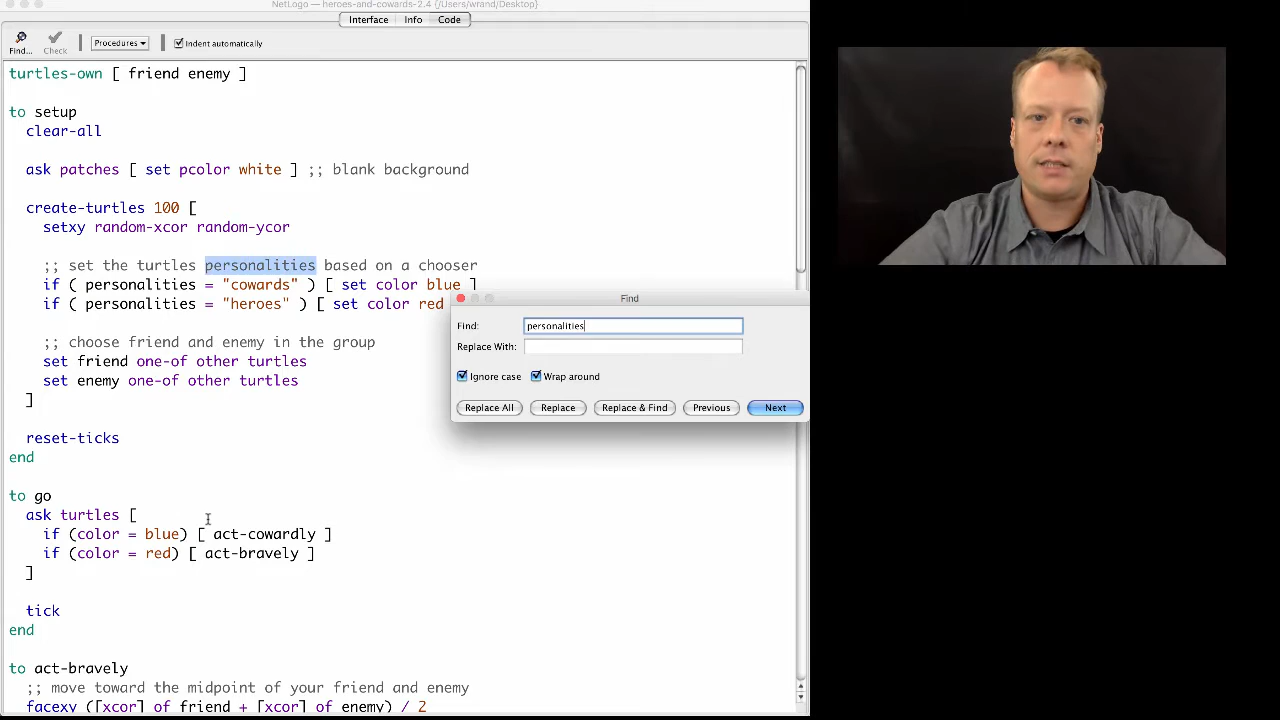 NetLogo — heroes-and-cowards-2.4 {/Users/wrand/Desktop}
Interface Info Code
Find... Check Procedures Indent automatically
turtles-own [ friend enemy ]
to setup
clear-all
ask patches [ set pcolor white ] ;; blank background
create-turtles 100 [
setxy random-xcor random-ycor
;; set the turtles personalities based on a chooser
if ( personalities = "cowards" ) [ set color blue ]
if ( personalities = "heroes" ) [ set color red
;; choose friend and enemy in the group
set friend one-of other turtles
set enemy one-of other turtles
]
reset-ticks
end
to go
ask turtles [
if (color = blue) [ act-cowardly ]
if (color = red) [ act-bravely ]
]
tick
end
to act-bravely
;; move toward the midpoint of your friend and enemy
facexy ([xcor] of friend + [xcor] of enemy) / 2
Find
Find: personalities
Replace With:
Ignore case Wrap around
Replace All Replace Replace & Find Previous Next